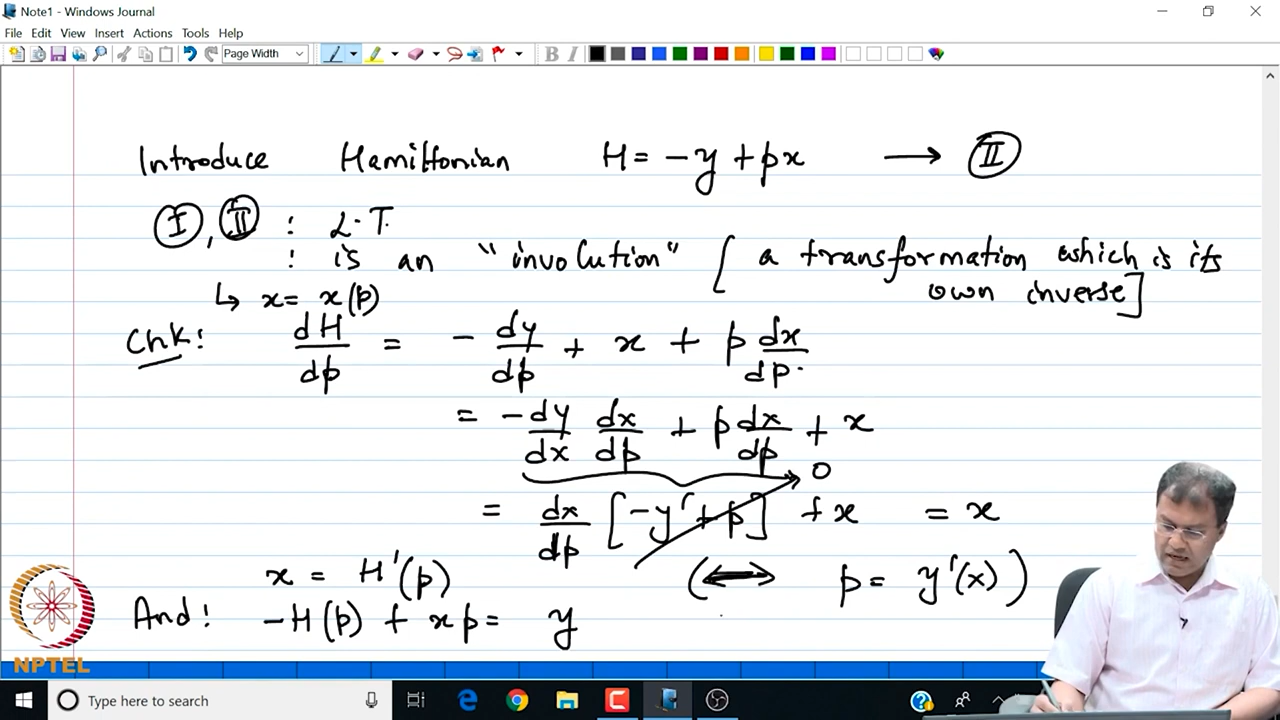 Note1 - Windows Journal
File Edit View Insert Actions Tools Help
Page Width
B I
Introduce Hamiltonian H = -y + px → II
I, II : L.T.
: is an "involution" [a transformation which is its
own inverse]
↳ x = x(p)
Chk: dH/dp = - dy/dp + x + p dx/dp.
= -dy/dx dx/dp + p dx/dp + x
0
= dx/dp [-y' + p] + x = x
x = H'(p) (↔ p = y'(x))
And: -H(p) + xp = y
NPTEL
Type here to search